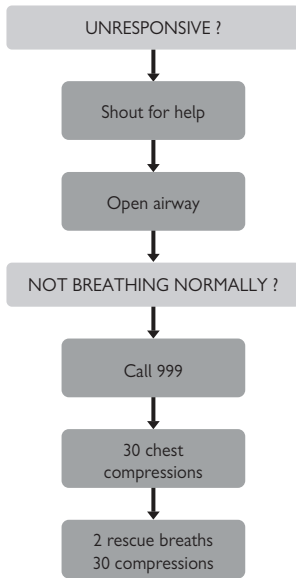 UNRESPONSIVE ?
Shout for help
Open airway
NOT BREATHING NORMALLY ?
Call 999
30 chest
compressions
2 rescue breaths
30 compressions